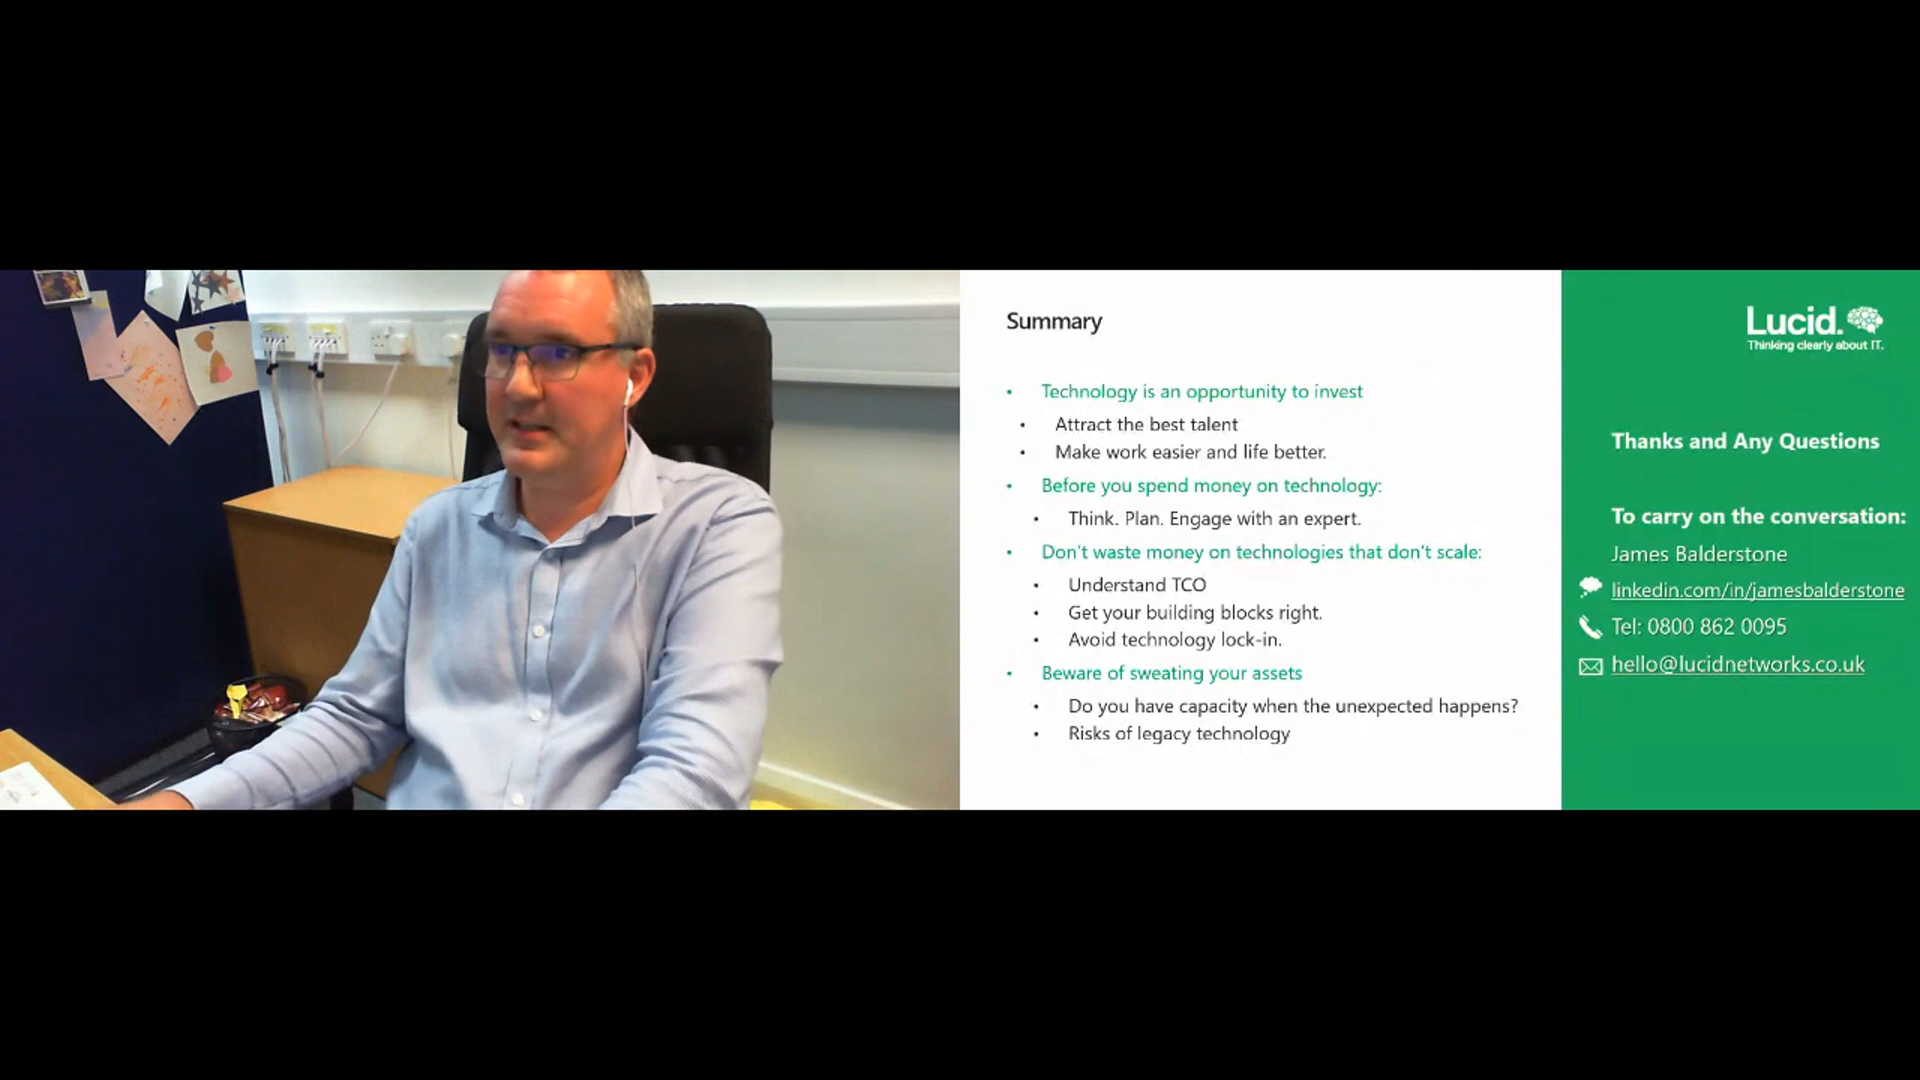 Summary
• Technology is an opportunity to invest
• Attract the best talent
• Make work easier and life better.
• Before you spend money on technology:
• Think. Plan. Engage with an expert.
• Don't waste money on technologies that don't scale:
• Understand TCO
• Get your building blocks right.
• Avoid technology lock-in.
• Beware of sweating your assets
• Do you have capacity when the unexpected happens?
• Risks of legacy technology
Lucid.
Thinking clearly about IT.
Thanks and Any Questions
To carry on the conversation:
James Balderstone
linkedin.com/in/jamesbalderstone
Tel: 0800 862 0095
hello@lucidnetworks.co.uk